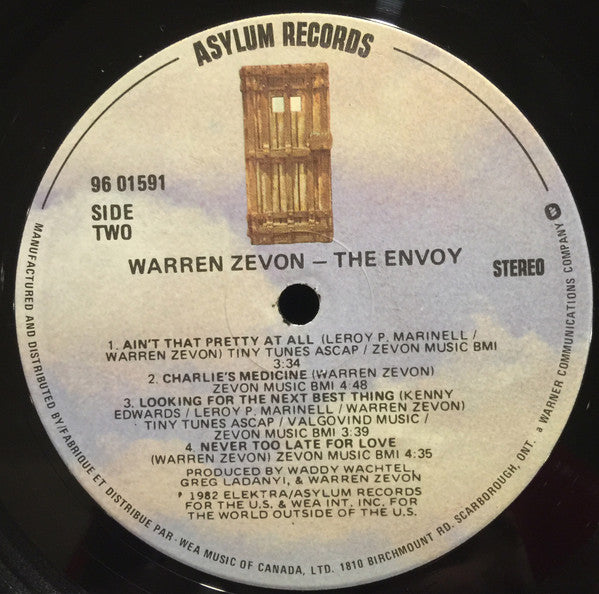 ASYLUM RECORDS
96 01591
SIDE
TWO
WARREN ZEVON – THE ENVOY
STEREO
1. AIN'T THAT PRETTY AT ALL (LEROY P. MARINELL /
WARREN ZEVON) TINY TUNES ASCAP / ZEVON MUSIC BMI
3:34
2. CHARLIE'S MEDICINE (WARREN ZEVON)
ZEVON MUSIC BMI 4:48
3. LOOKING FOR THE NEXT BEST THING (KENNY
EDWARDS / LEROY P. MARINELL / WARREN ZEVON)
TINY TUNES ASCAP / VALGOVIND MUSIC /
ZEVON MUSIC BMI 3:39
4. NEVER TOO LATE FOR LOVE
(WARREN ZEVON) ZEVON MUSIC BMI 4:35
PRODUCED BY WADDY WACHTEL,
GREG LADANYI, & WARREN ZEVON
℗ 1982 ELEKTRA/ASYLUM RECORDS
FOR THE U.S. & WEA INT. INC. FOR
THE WORLD OUTSIDE OF THE U.S.
MANUFACTURED AND DISTRIBUTED BY/FABRIQUE ET DISTRIBUE PAR - WEA MUSIC OF CANADA, LTD. 1810 BIRCHMOUNT RD. SCARBOROUGH, ONT. a WARNER COMMUNICATIONS COMPANY